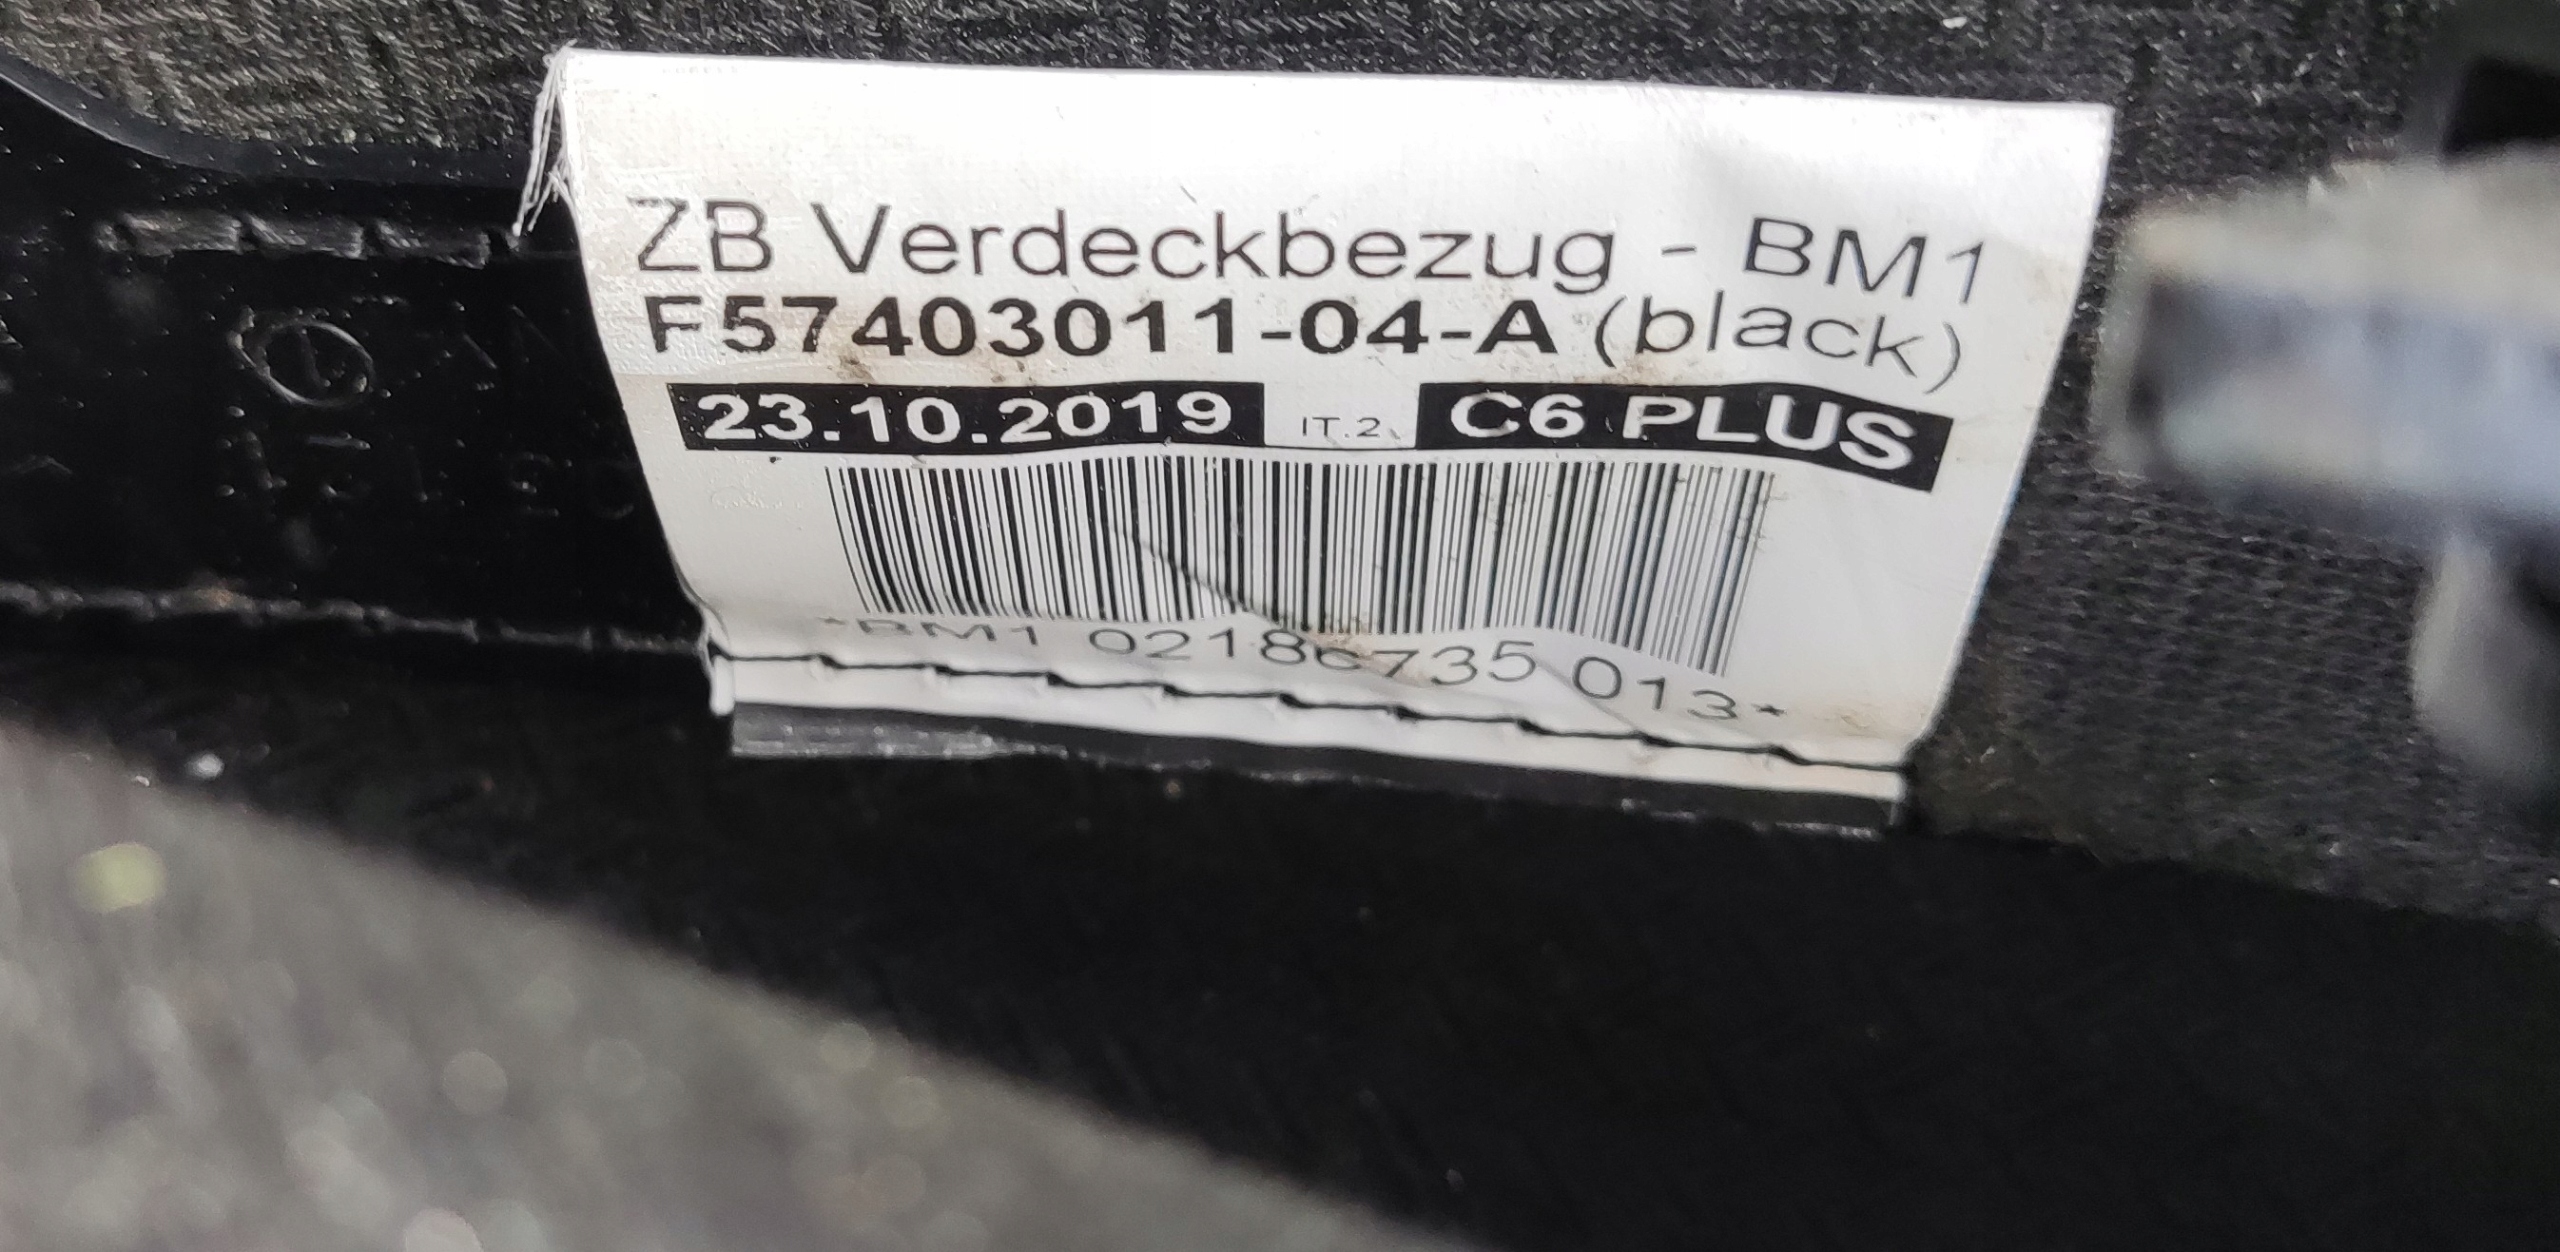 ZB Verdeckbezug - BM1
F57403011-04-A (black)
23.10.2019 IT.2 C6 PLUS
*BM1 02186735 013*